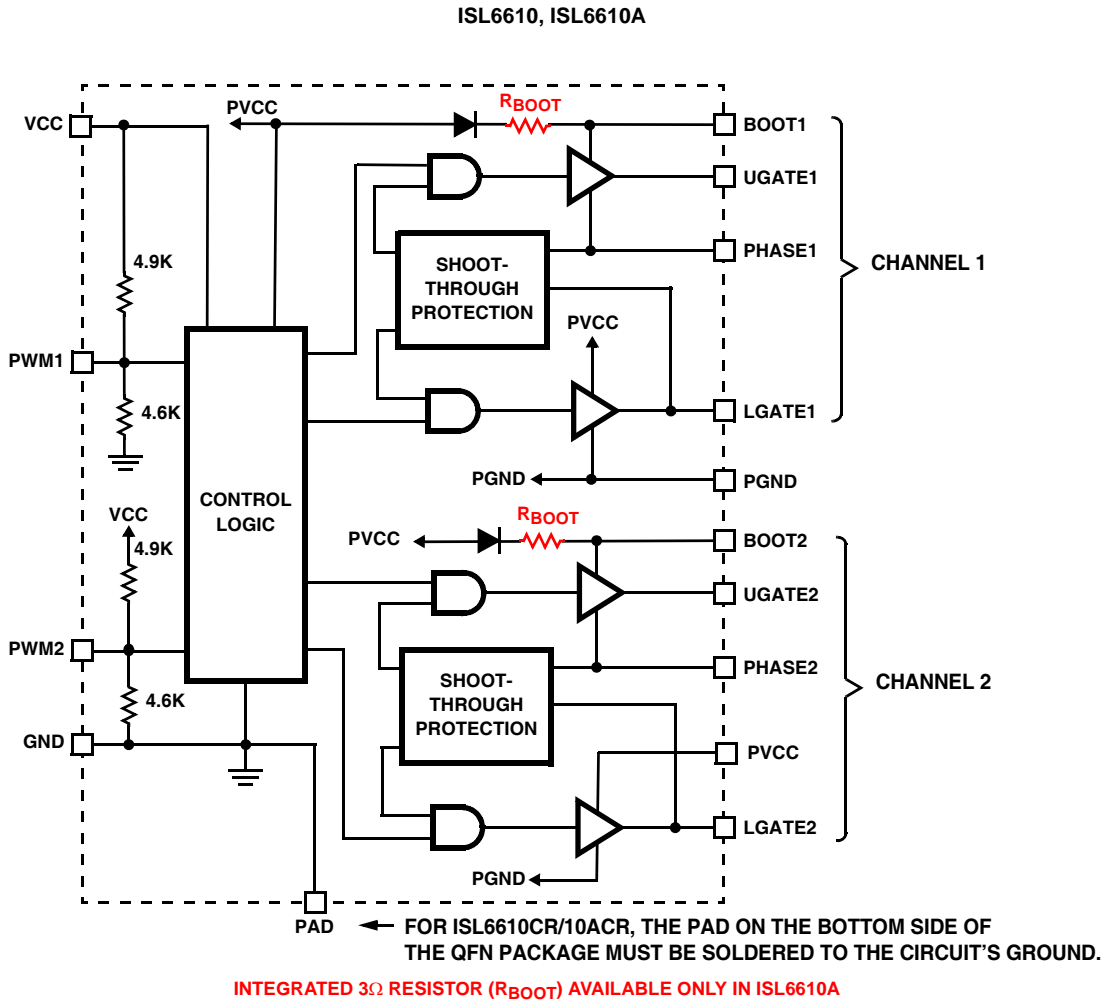 ISL6610, ISL6610A
VCC
PVCC
RBOOT
BOOT1
UGATE1
4.9K
SHOOT-
THROUGH
PROTECTION
PHASE1
CHANNEL 1
PVCC
PWM1
4.6K
LGATE1
CONTROL
LOGIC
PGND
PGND
VCC
4.9K
PVCC
RBOOT
BOOT2
UGATE2
PWM2
4.6K
SHOOT-
THROUGH
PROTECTION
PHASE2
CHANNEL 2
GND
PVCC
LGATE2
PGND
PAD
FOR ISL6610CR/10ACR, THE PAD ON THE BOTTOM SIDE OF
THE QFN PACKAGE MUST BE SOLDERED TO THE CIRCUIT'S GROUND.
INTEGRATED 3Ω RESISTOR (RBOOT) AVAILABLE ONLY IN ISL6610A